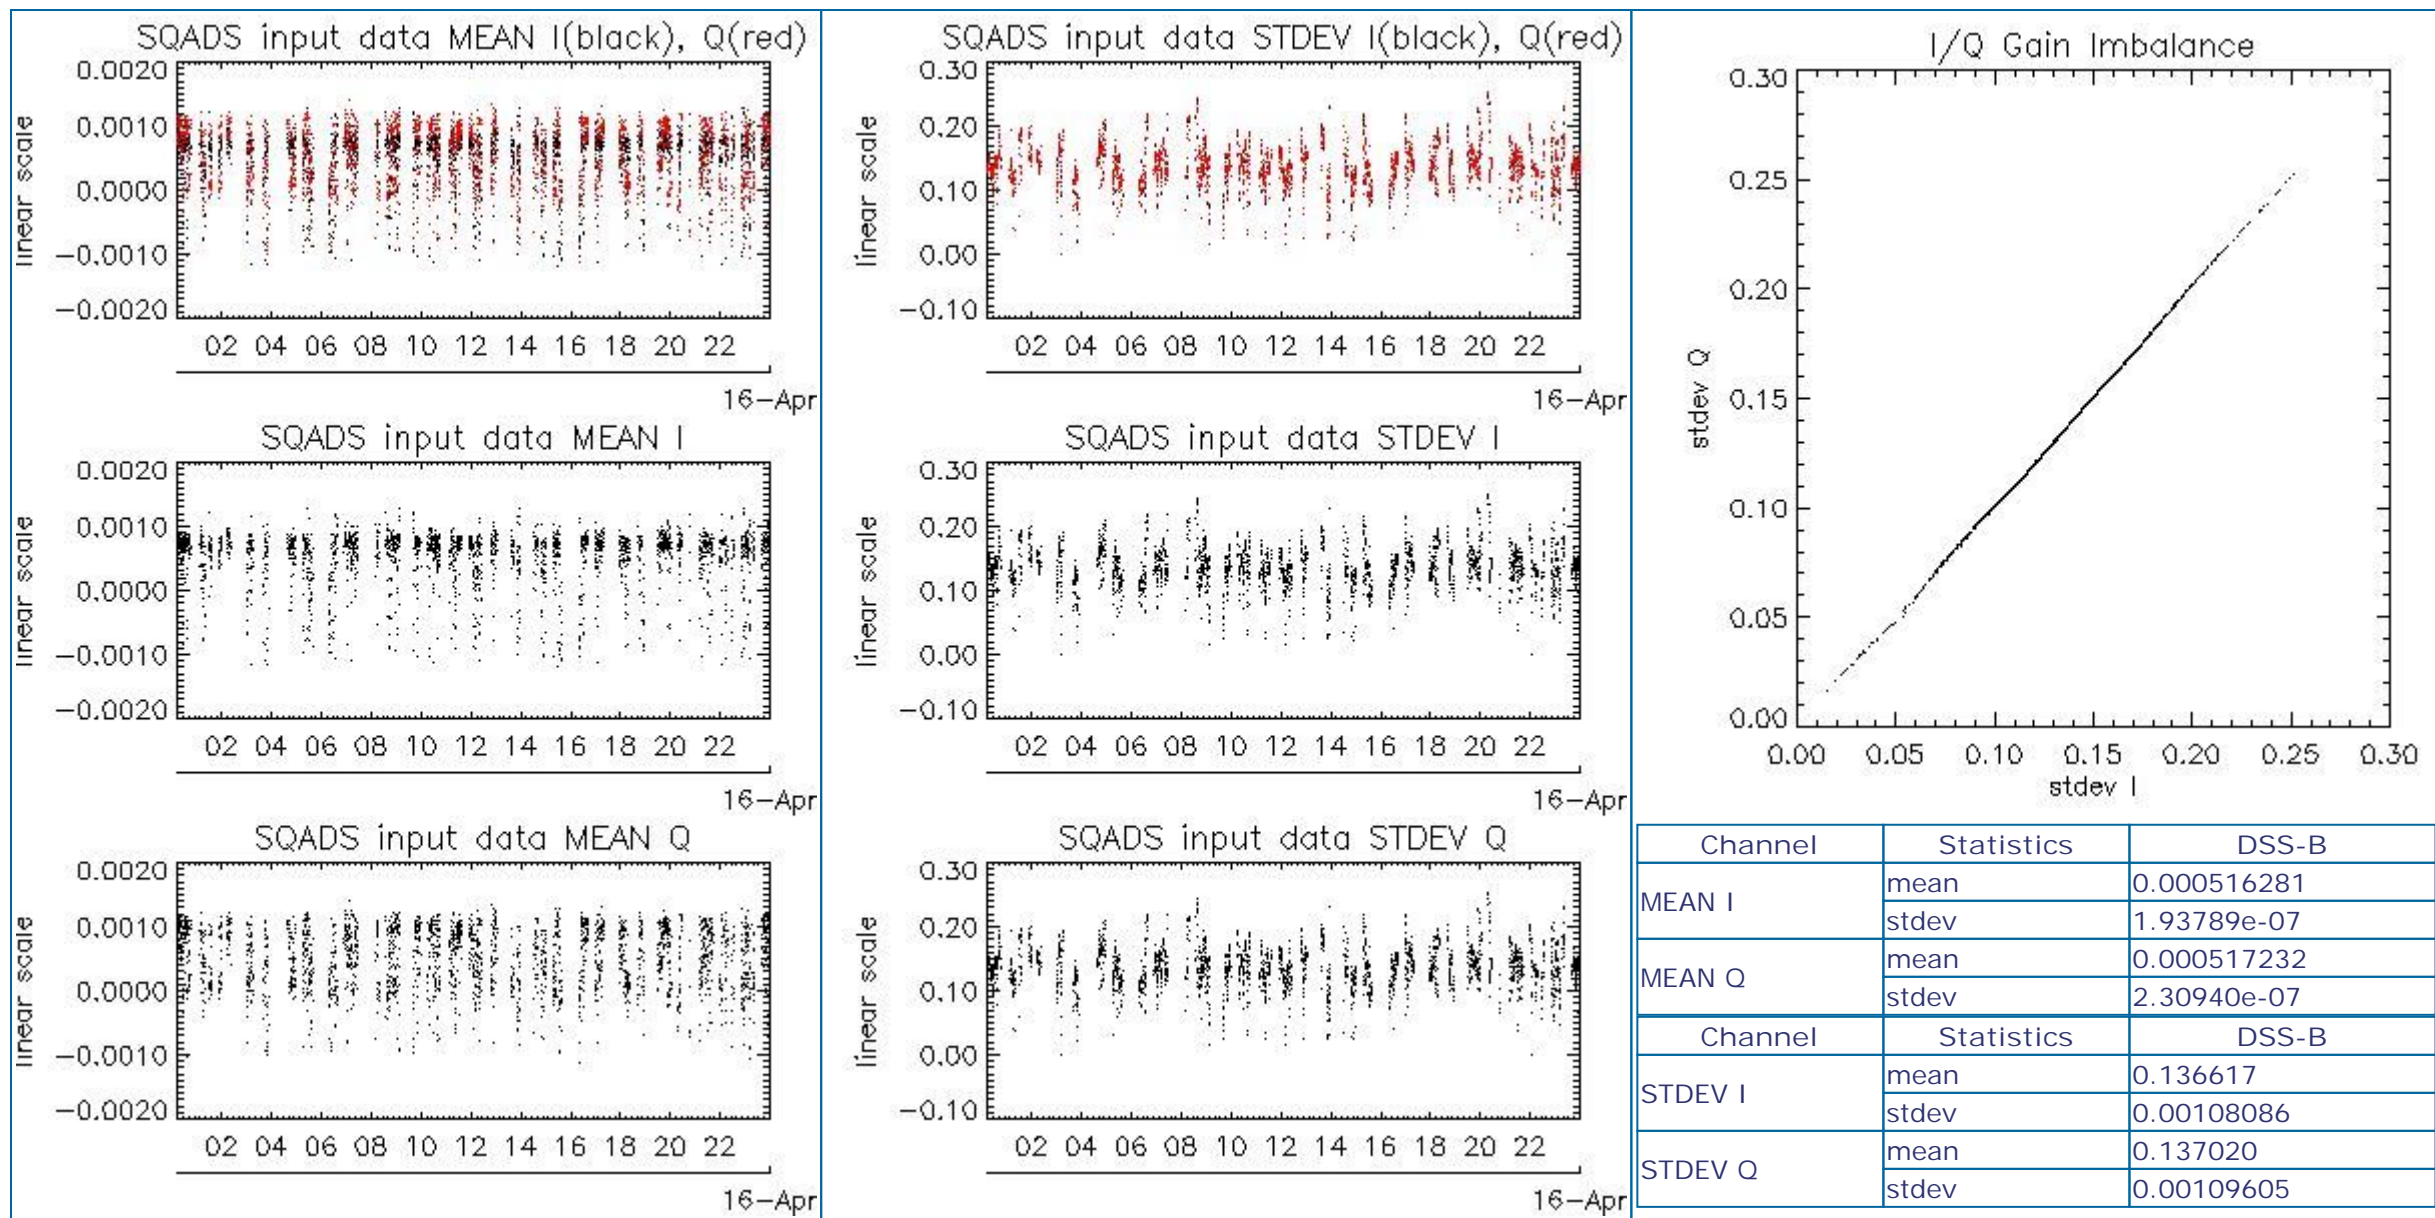 SQADS input data MEAN I(black), Q(red)
0.0020
0.0010
0.0000
−0.0010
−0.0020
linear scale
02 04 06 08 10 12 14 16 18 20 22
16−Apr
SQADS input data MEAN I
0.0020
0.0010
0.0000
−0.0010
−0.0020
linear scale
02 04 06 08 10 12 14 16 18 20 22
16−Apr
SQADS input data MEAN Q
0.0020
0.0010
0.0000
−0.0010
−0.0020
linear scale
02 04 06 08 10 12 14 16 18 20 22
16−Apr
SQADS input data STDEV I(black), Q(red)
0.30
0.20
0.10
0.00
−0.10
linear scale
02 04 06 08 10 12 14 16 18 20 22
16−Apr
SQADS input data STDEV I
0.30
0.20
0.10
0.00
−0.10
linear scale
02 04 06 08 10 12 14 16 18 20 22
16−Apr
SQADS input data STDEV Q
0.30
0.20
0.10
0.00
−0.10
linear scale
02 04 06 08 10 12 14 16 18 20 22
16−Apr
I/Q Gain Imbalance
0.30
0.25
0.20
0.15
0.10
0.05
0.00
stdev Q
0.00 0.05 0.10 0.15 0.20 0.25 0.30
stdev I
Channel Statistics DSS-B
MEAN I mean 0.000516281
stdev 1.93789e-07
MEAN Q mean 0.000517232
stdev 2.30940e-07
Channel Statistics DSS-B
STDEV I mean 0.136617
stdev 0.00108086
STDEV Q mean 0.137020
stdev 0.00109605